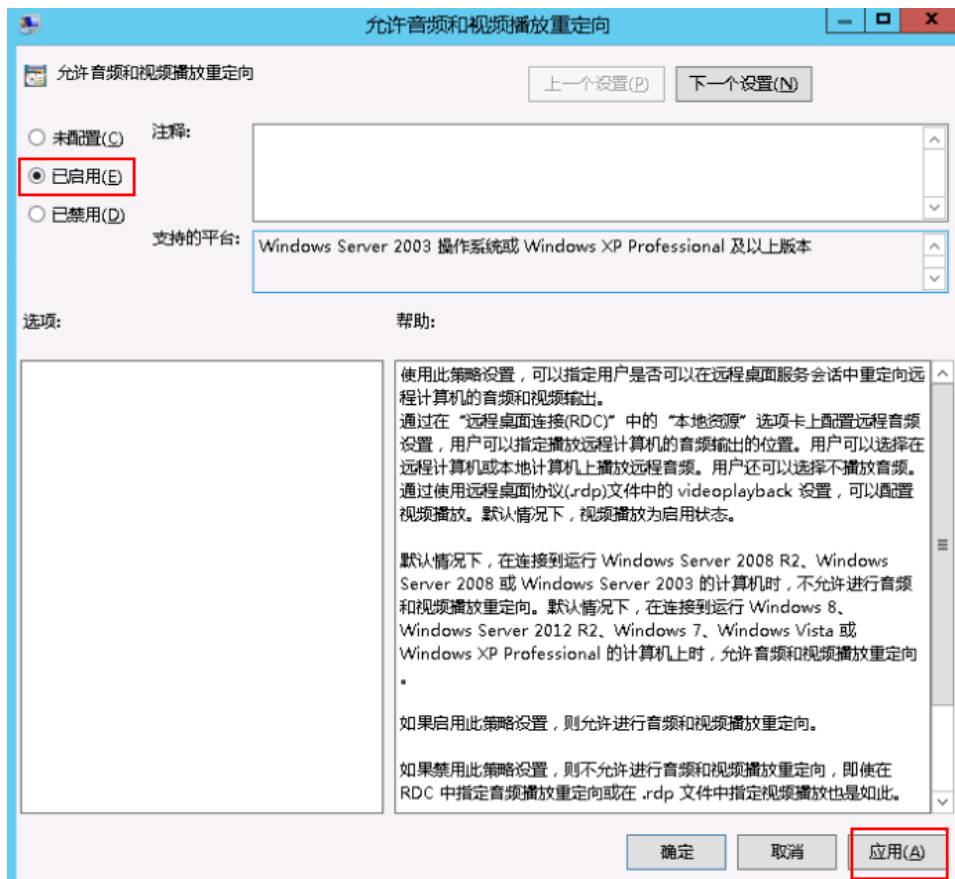 允许音频和视频播放重定向
允许音频和视频播放重定向
上一个设置(P)
下一个设置(N)
未配置(C)
注释:
已启用(E)
已禁用(D)
支持的平台:
Windows Server 2003 操作系统或 Windows XP Professional 及以上版本
选项:
帮助:
使用此策略设置，可以指定用户是否可以在远程桌面服务会话中重定向远
程计算机的音频和视频输出。
通过在“远程桌面连接(RDC)”中的“本地资源”选项卡上配置远程音频
设置，用户可以指定播放远程计算机的音频输出的位置。用户可以选择在
远程计算机或本地计算机上播放远程音频。用户还可以选择不播放音频。
通过使用远程桌面协议(.rdp)文件中的 videoplayback 设置，可以配置
视频播放。默认情况下，视频播放为启用状态。
默认情况下，在连接到运行 Windows Server 2008 R2、Windows
Server 2008 或 Windows Server 2003 的计算机时，不允许进行音频
和视频播放重定向。默认情况下，在连接到运行 Windows 8、
Windows Server 2012 R2、Windows 7、Windows Vista 或
Windows XP Professional 的计算机上时，允许音频和视频播放重定向
。
如果启用此策略设置，则允许进行音频和视频播放重定向。
如果禁用此策略设置，则不允许进行音频和视频播放重定向，即使在
RDC 中指定音频播放重定向或在 .rdp 文件中指定视频播放也是如此。
确定
取消
应用(A)